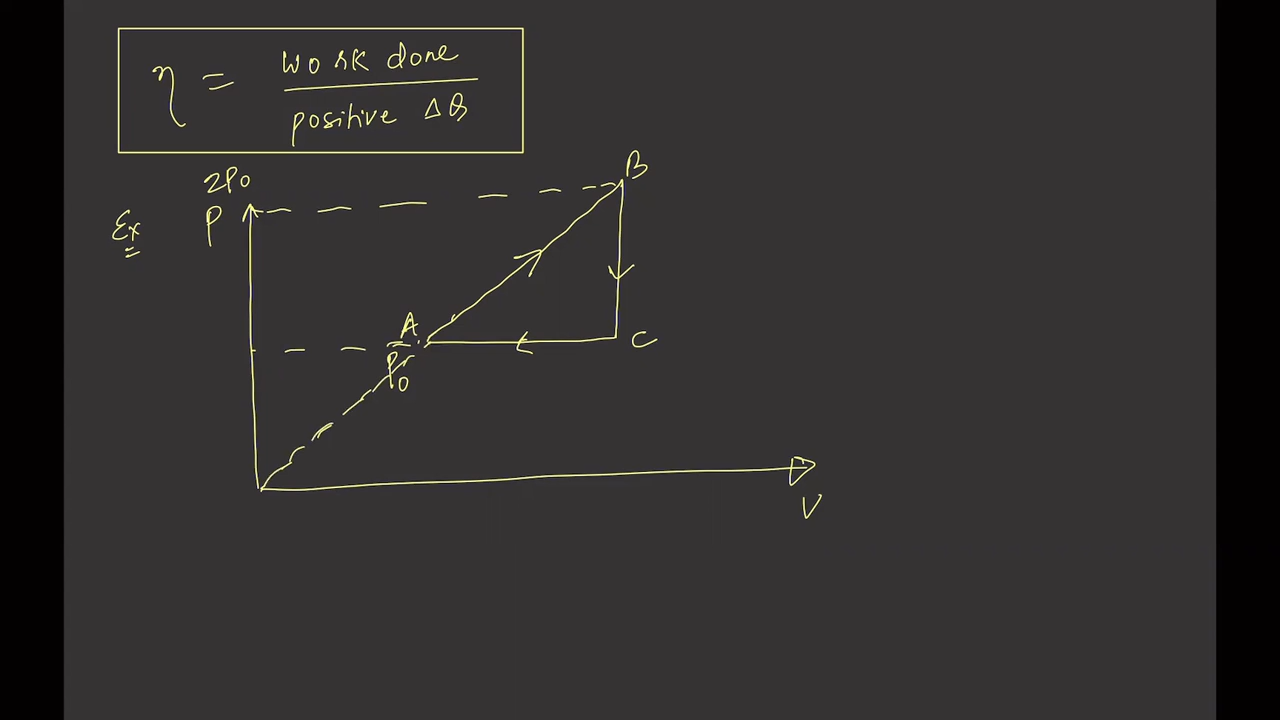 η = work done / positive ΔQ
2P0
Ex
P
B
A
P0
C
V